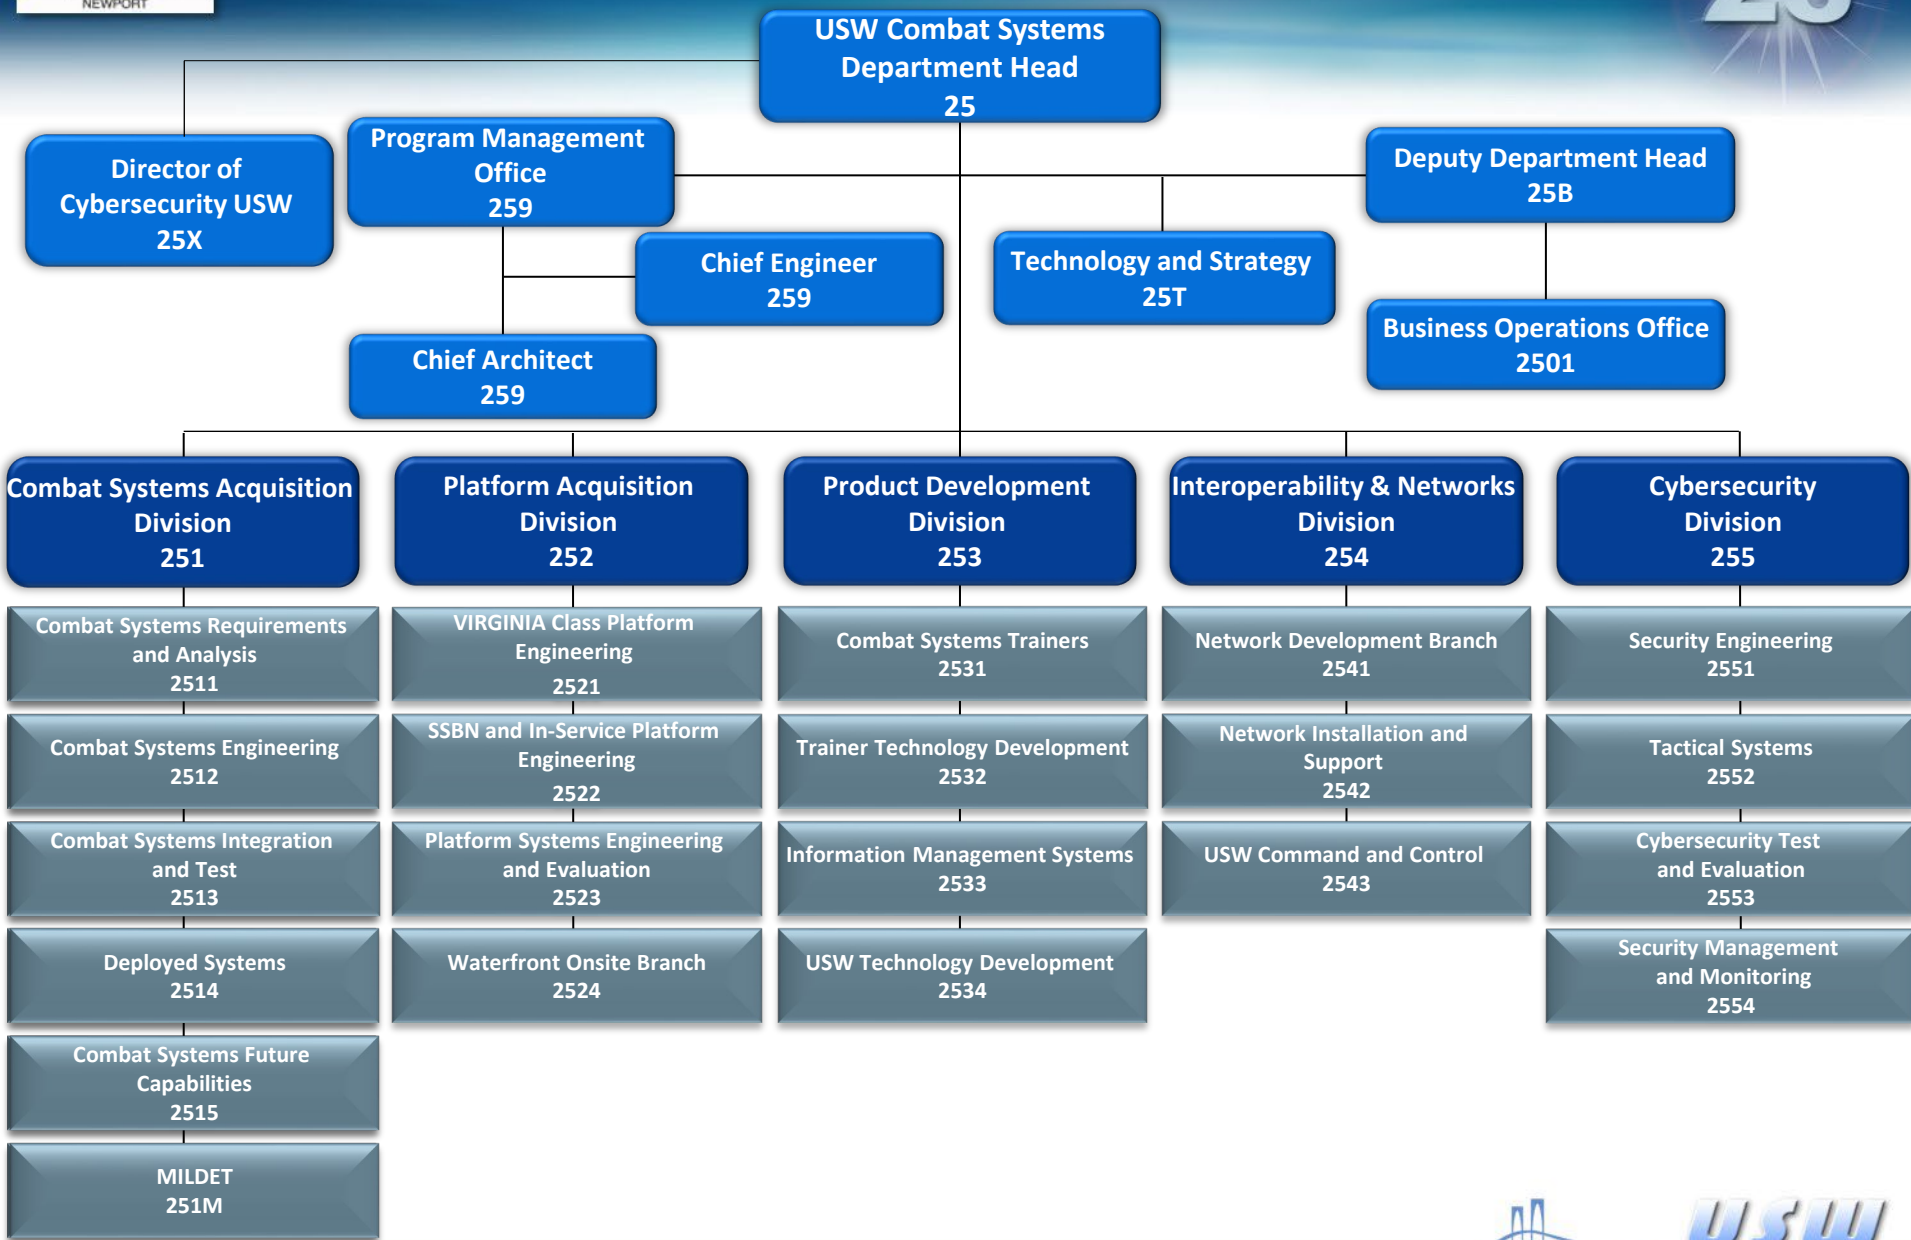 NEWPORT
USW Combat Systems
Department Head
25
Director of
Cybersecurity USW
25X
Program Management
Office
259
Deputy Department Head
25B
Chief Engineer
259
Technology and Strategy
25T
Chief Architect
259
Business Operations Office
2501
Combat Systems Acquisition
Division
251
Platform Acquisition
Division
252
Product Development
Division
253
Interoperability & Networks
Division
254
Cybersecurity
Division
255
Combat Systems Requirements
and Analysis
2511
Combat Systems Engineering
2512
Combat Systems Integration
and Test
2513
Deployed Systems
2514
Combat Systems Future
Capabilities
2515
MILDET
251M
VIRGINIA Class Platform
Engineering
2521
SSBN and In-Service Platform
Engineering
2522
Platform Systems Engineering
and Evaluation
2523
Waterfront Onsite Branch
2524
Combat Systems Trainers
2531
Trainer Technology Development
2532
Information Management Systems
2533
USW Technology Development
2534
Network Development Branch
2541
Network Installation and
Support
2542
USW Command and Control
2543
Security Engineering
2551
Tactical Systems
2552
Cybersecurity Test
and Evaluation
2553
Security Management
and Monitoring
2554
USW